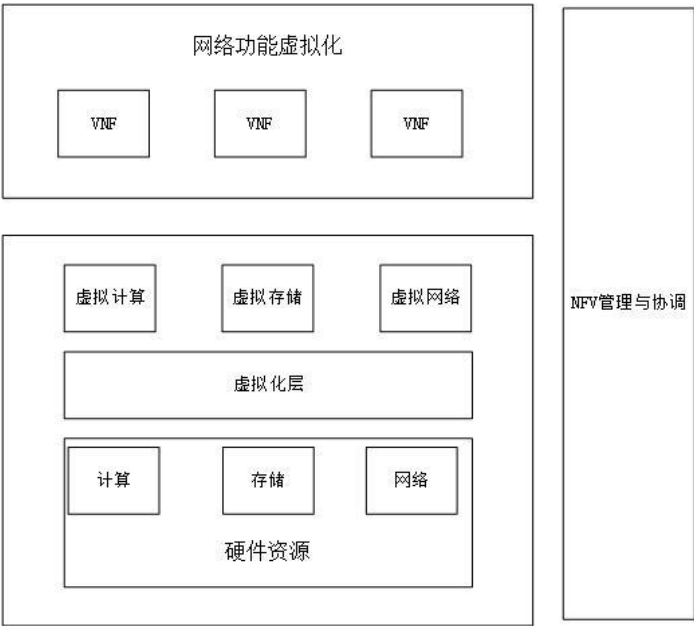 网络功能虚拟化
VNF
VNF
VNF
虚拟计算
虚拟存储
虚拟网络
虚拟化层
计算
存储
网络
硬件资源
NFV管理与协调